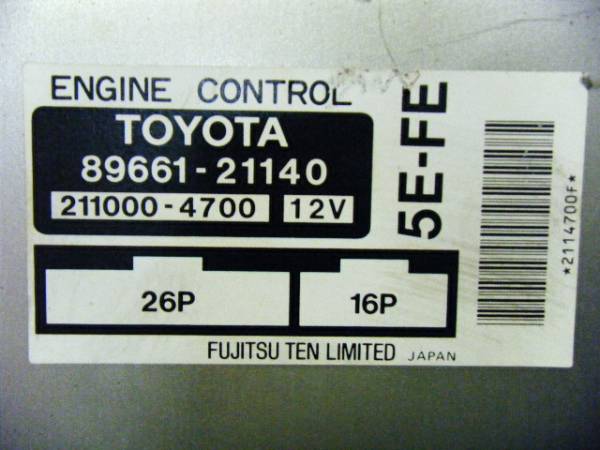 ENGINE CONTROL
TOYOTA
89661-21140
211000-4700 12V
5E-FE
26P 16P
FUJITSU TEN LIMITED JAPAN
*2114700F*